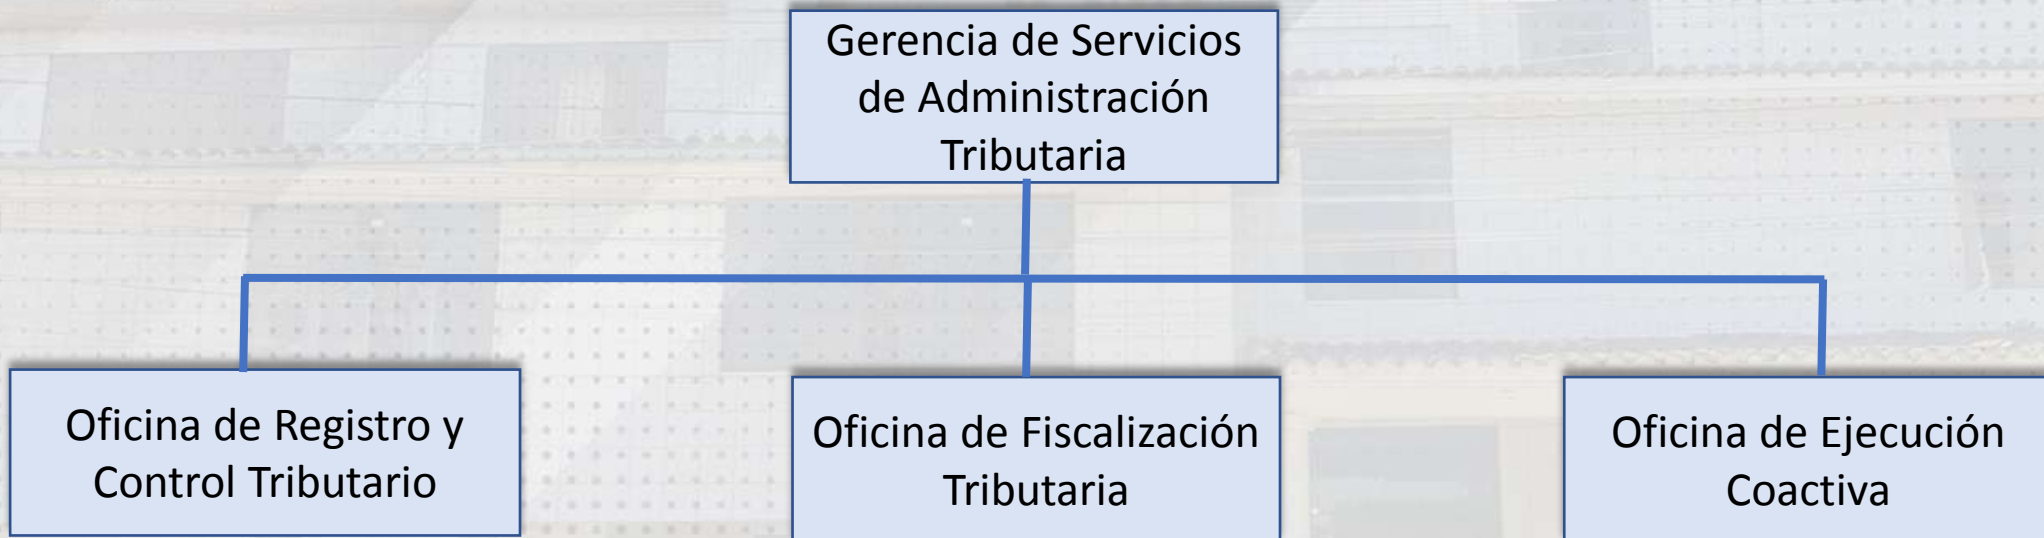 Gerencia de Servicios
de Administración
Tributaria
Oficina de Registro y
Control Tributario
Oficina de Fiscalización
Tributaria
Oficina de Ejecución
Coactiva